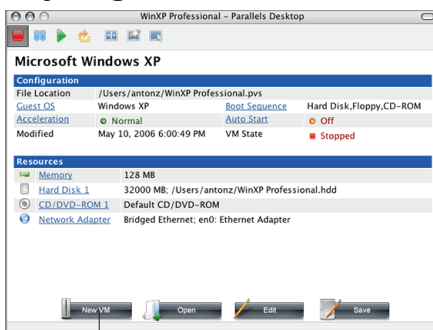 WinXP Professional - Parallels Desktop
Microsoft Windows XP
Configuration
File Location /Users/antonz/WinXP Professional.pvs
Guest OS Windows XP Boot Sequence Hard Disk,Floppy,CD-ROM
Acceleration Normal Auto Start Off
Modified May 10, 2006 6:00:49 PM VM State Stopped
Resources
Memory 128 MB
Hard Disk 1 32000 MB; /Users/antonz/WinXP Professional.hdd
CD/DVD-ROM 1 Default CD/DVD-ROM
Network Adapter Bridged Ethernet; en0: Ethernet Adapter
New VM Open Edit Save